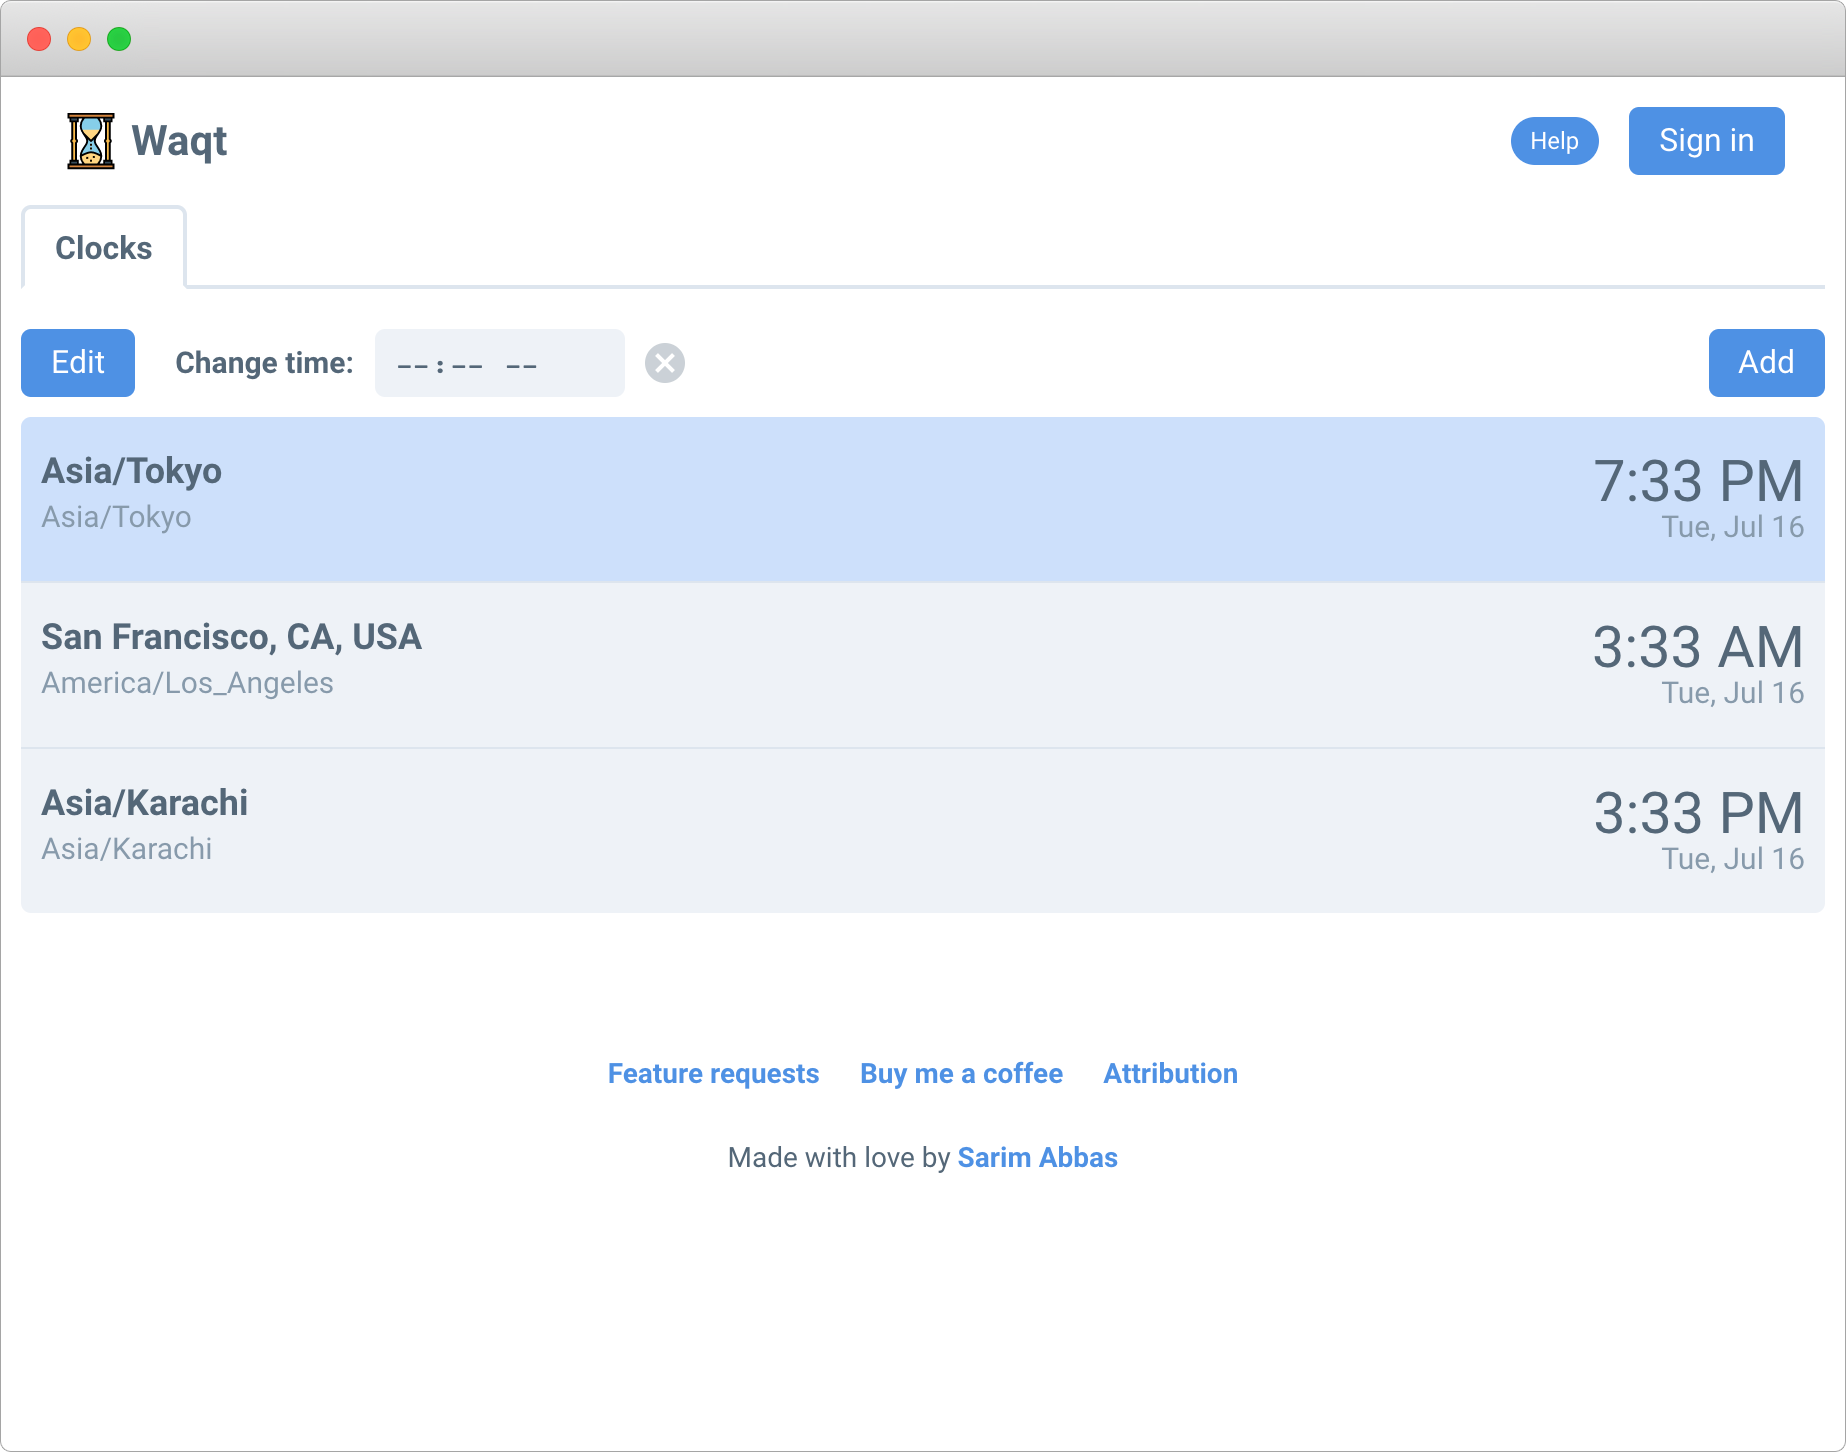 Waqt
Help
Sign in
Clocks
Edit
Change time:
--:-- --
Add
Asia/Tokyo
7:33 PM
Asia/Tokyo
Tue, Jul 16
San Francisco, CA, USA
3:33 AM
America/Los_Angeles
Tue, Jul 16
Asia/Karachi
3:33 PM
Asia/Karachi
Tue, Jul 16
Feature requests
Buy me a coffee
Attribution
Made with love by Sarim Abbas